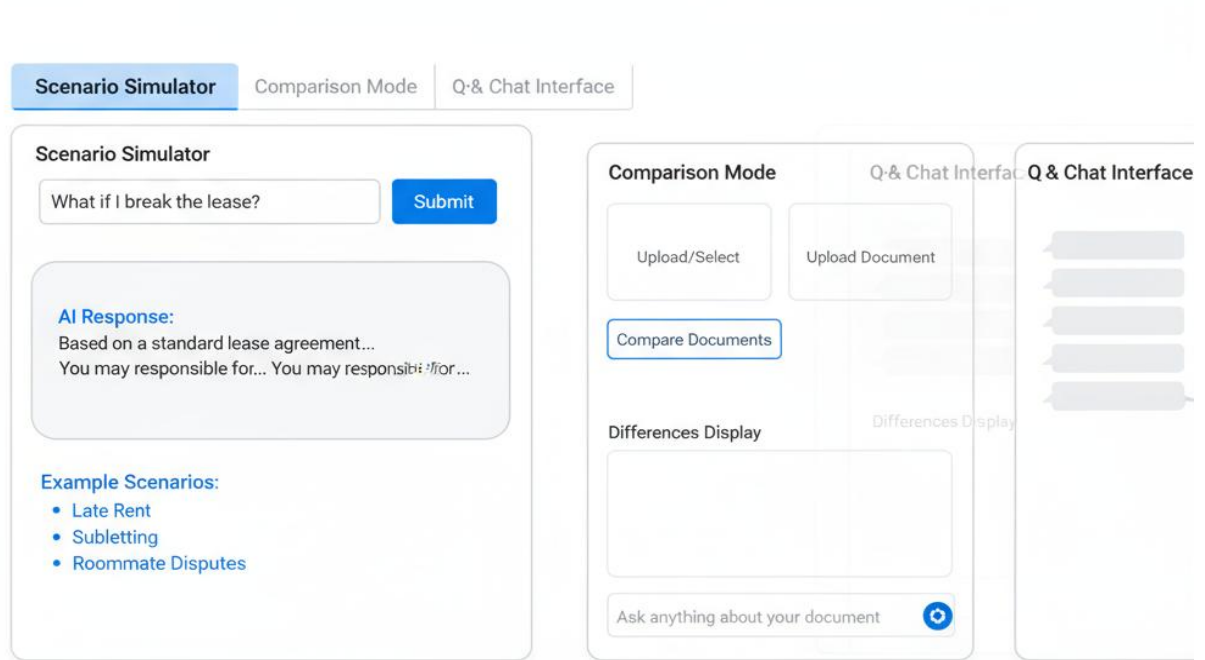 Scenario Simulator
Comparison Mode
Q·& Chat Interface
Scenario Simulator
What if I break the lease?
Submit
AI Response:
Based on a standard lease agreement...
You may responsible for... You may
Example Scenarios:
• Late Rent
• Subletting
• Roommate Disputes
Comparison Mode
Upload/Select
Upload Document
Compare Documents
Differences Display
Ask anything about your document
Q·& Chat Interfac
Differences Display
Q & Chat Interface